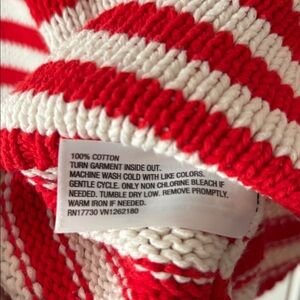 100% COTTON
TURN GARMENT INSIDE OUT.
MACHINE WASH COLD WITH LIKE COLORS.
GENTLE CYCLE. ONLY NON CHLORINE BLEACH IF
NEEDED. TUMBLE DRY LOW. REMOVE PROMPTLY.
WARM IRON IF NEEDED.
RN17730 VN1262180